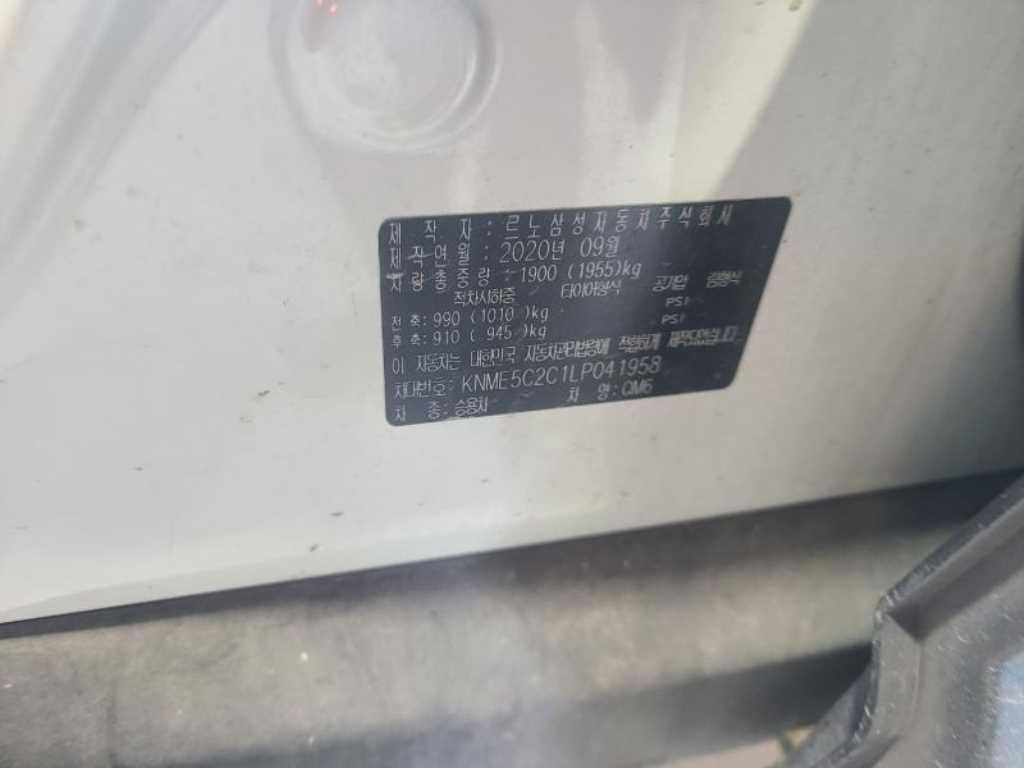 제 작 자 : 르노삼성자동차주식회사
제작연월 : 2020년 09월
차량총중량 : 1900 (1955)kg
적차시하중 타이어형식 공기압 림형식
전 축: 990 (1010 )kg PSI
후 축: 910 ( 945)kg PSI
이 자동차는 대한민국 자동차관리법령에 적합하게 제작되었습니다
차대번호: KNME5C2C1LP041958
차 종: 승용차 차 명: QM6